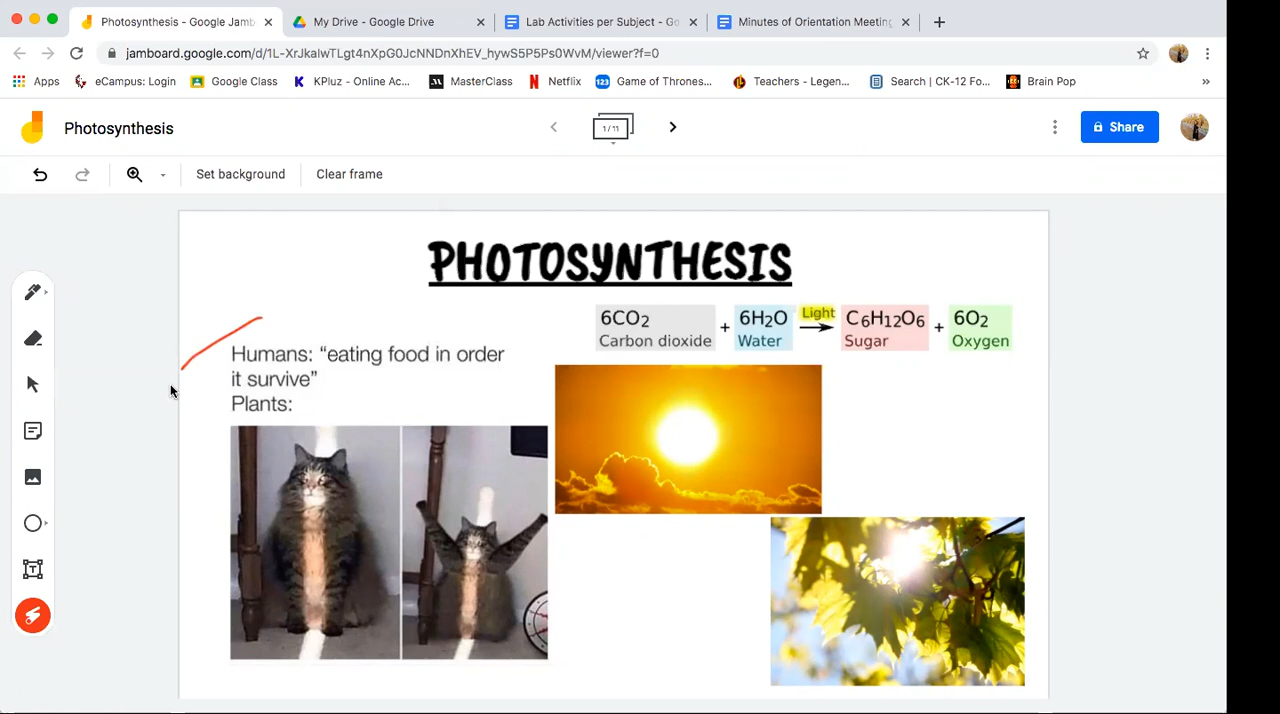 Photosynthesis - Google Jamb
My Drive - Google Drive
Lab Activities per Subject - Go
Minutes of Orientation Meeting
jamboard.google.com/d/1L-XrJkalwTLgt4nXpG0JcNNDnXhEV_hywS5P5Ps0WvM/viewer?f=0
Apps
eCampus: Login
Google Class
KPluz - Online Ac...
MasterClass
Netflix
123
Game of Thrones...
Teachers - Legen...
Search | CK-12 Fo...
Brain Pop
»
Photosynthesis
1 / 11
Share
Set background
Clear frame
PHOTOSYNTHESIS
6CO2 + 6H2O Light → C6H12O6 + 6O2
Carbon dioxide Water Sugar Oxygen
Humans: “eating food in order
it survive”
Plants: